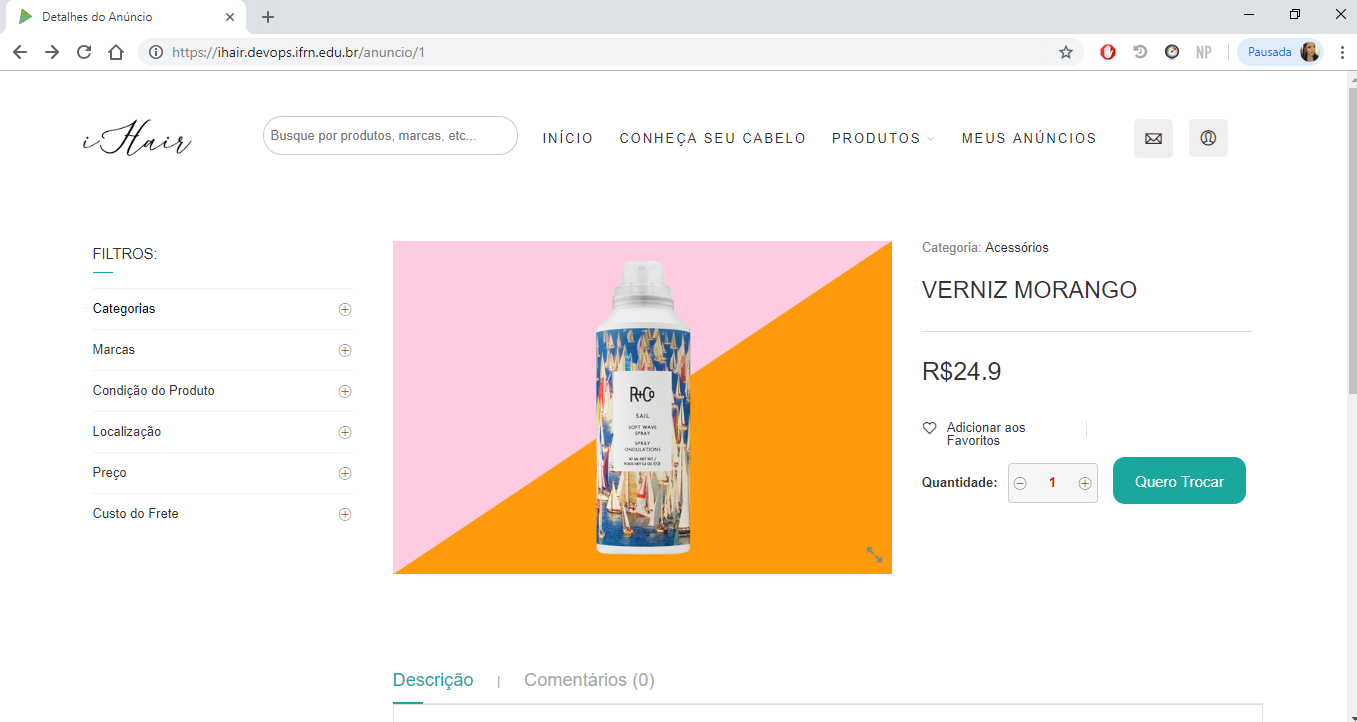 Detalhes do Anúncio
https://ihair.devops.ifrn.edu.br/anuncio/1
NP
Pausada
iHair
Busque por produtos, marcas, etc...
INÍCIO
CONHEÇA SEU CABELO
PRODUTOS
MEUS ANÚNCIOS
FILTROS:
Categorias
Marcas
Condição do Produto
Localização
Preço
Custo do Frete
R+Co
SAIL
SOFT WAVE
SPRAY
SPRAY
ONDULATIONS
Categoria: Acessórios
VERNIZ MORANGO
R$24.9
Adicionar aos
Favoritos
Quantidade: 1
Quero Trocar
Descrição | Comentários (0)